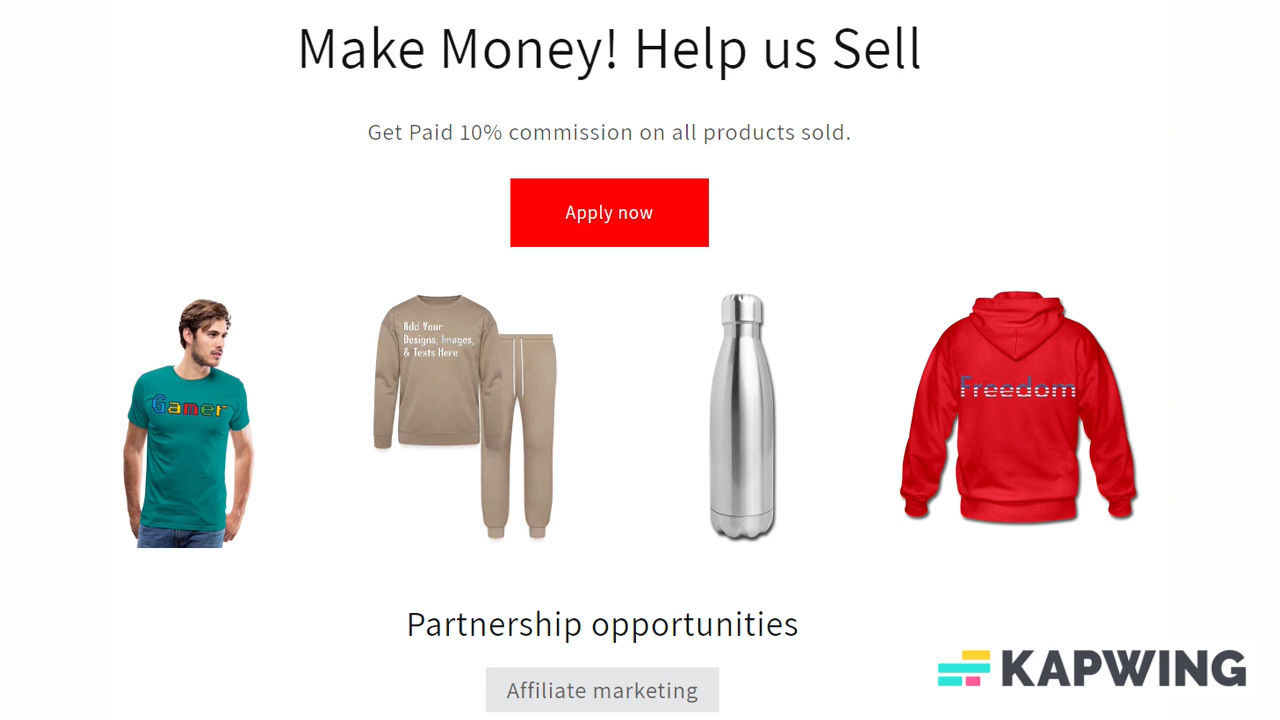 Make Money! Help us Sell
Get Paid 10% commission on all products sold.
Apply now
Gamer
Add Your
Designs, Images,
& Texts Here
Freedom
Partnership opportunities
Affiliate marketing
KAPWING